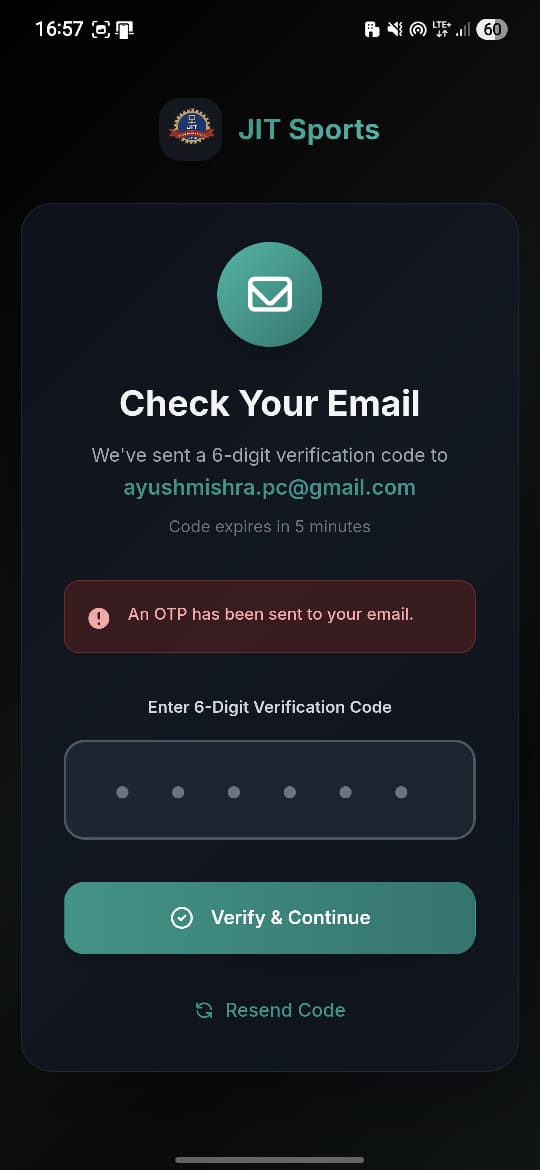 16:57
LTE+
60
JIT
JIT Sports
Check Your Email
We've sent a 6-digit verification code to
ayushmishra.pc@gmail.com
Code expires in 5 minutes
An OTP has been sent to your email.
Enter 6-Digit Verification Code
Verify & Continue
Resend Code